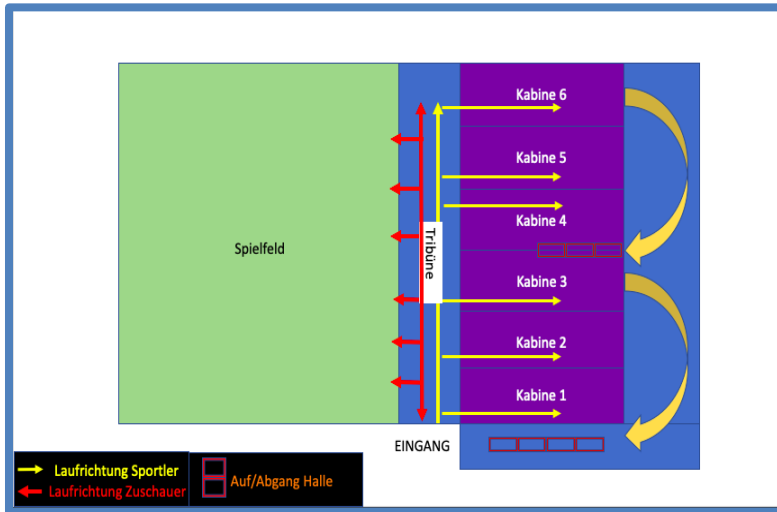 Kabine 6
Kabine 5
Kabine 4
Spielfeld
Tribüne
Kabine 3
Kabine 2
Kabine 1
EINGANG
Laufrichtung Sportler
Laufrichtung Zuschauer
Auf/Abgang Halle